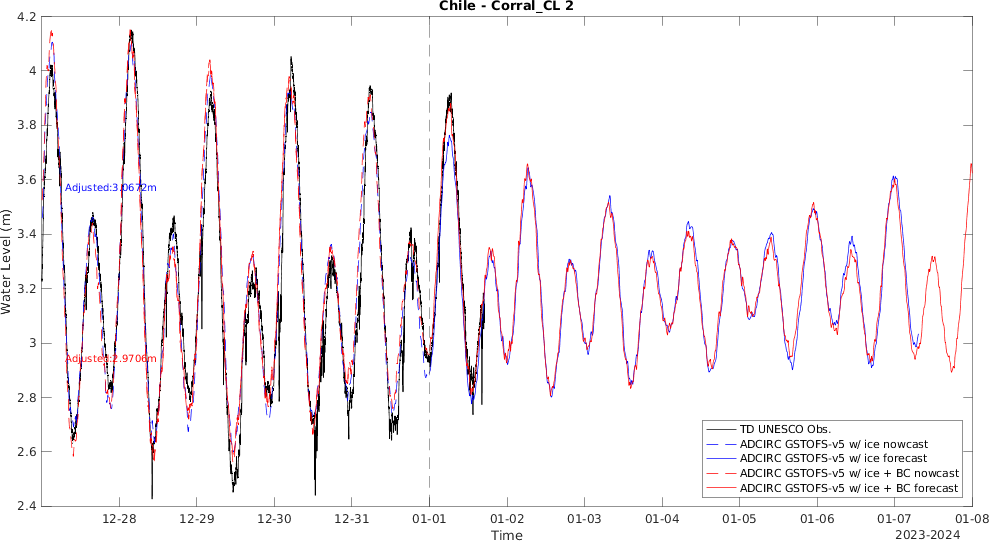 Chile - Corral_CL 2
Water Level (m)
4.2
4
3.8
3.6
3.4
3.2
3
2.8
2.6
2.4
Adjusted:3.0672m
Adjusted:2.9706m
TD UNESCO Obs.
ADCIRC GSTOFS-v5 w/ ice nowcast
ADCIRC GSTOFS-v5 w/ ice forecast
ADCIRC GSTOFS-v5 w/ ice + BC nowcast
ADCIRC GSTOFS-v5 w/ ice + BC forecast
12-28 12-29 12-30 12-31 01-01 01-02 01-03 01-04 01-05 01-06 01-07 01-08
Time
2023-2024